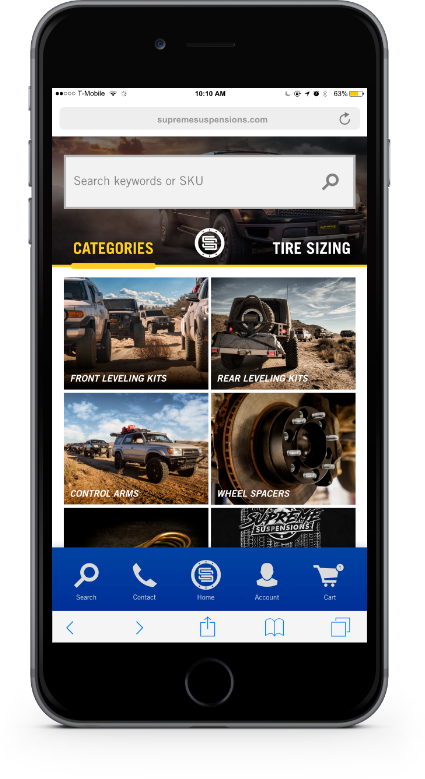 T-Mobile 10:10 AM 63%
supremesuspensions.com
Search keywords or SKU
CATEGORIES TIRE SIZING
FRONT LEVELING KITS REAR LEVELING KITS
CONTROL ARMS WHEEL SPACERS
SUPREME
SUSPENSIONS
Search Contact Home Account Cart